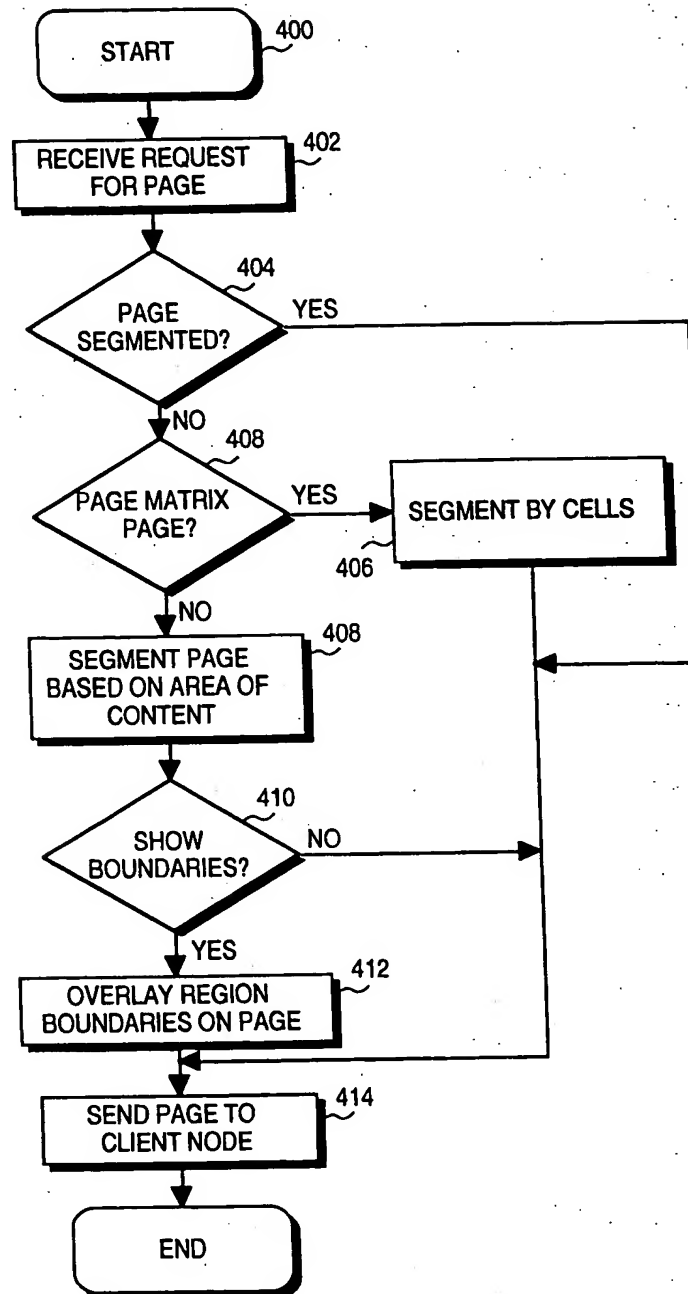 START
400
RECEIVE REQUEST
FOR PAGE
402
404
PAGE
SEGMENTED?
YES
NO
408
PAGE MATRIX
PAGE?
YES
SEGMENT BY CELLS
406
NO
408
SEGMENT PAGE
BASED ON AREA OF
CONTENT
410
SHOW
BOUNDARIES?
NO
YES
412
OVERLAY REGION
BOUNDARIES ON PAGE
414
SEND PAGE TO
CLIENT NODE
END